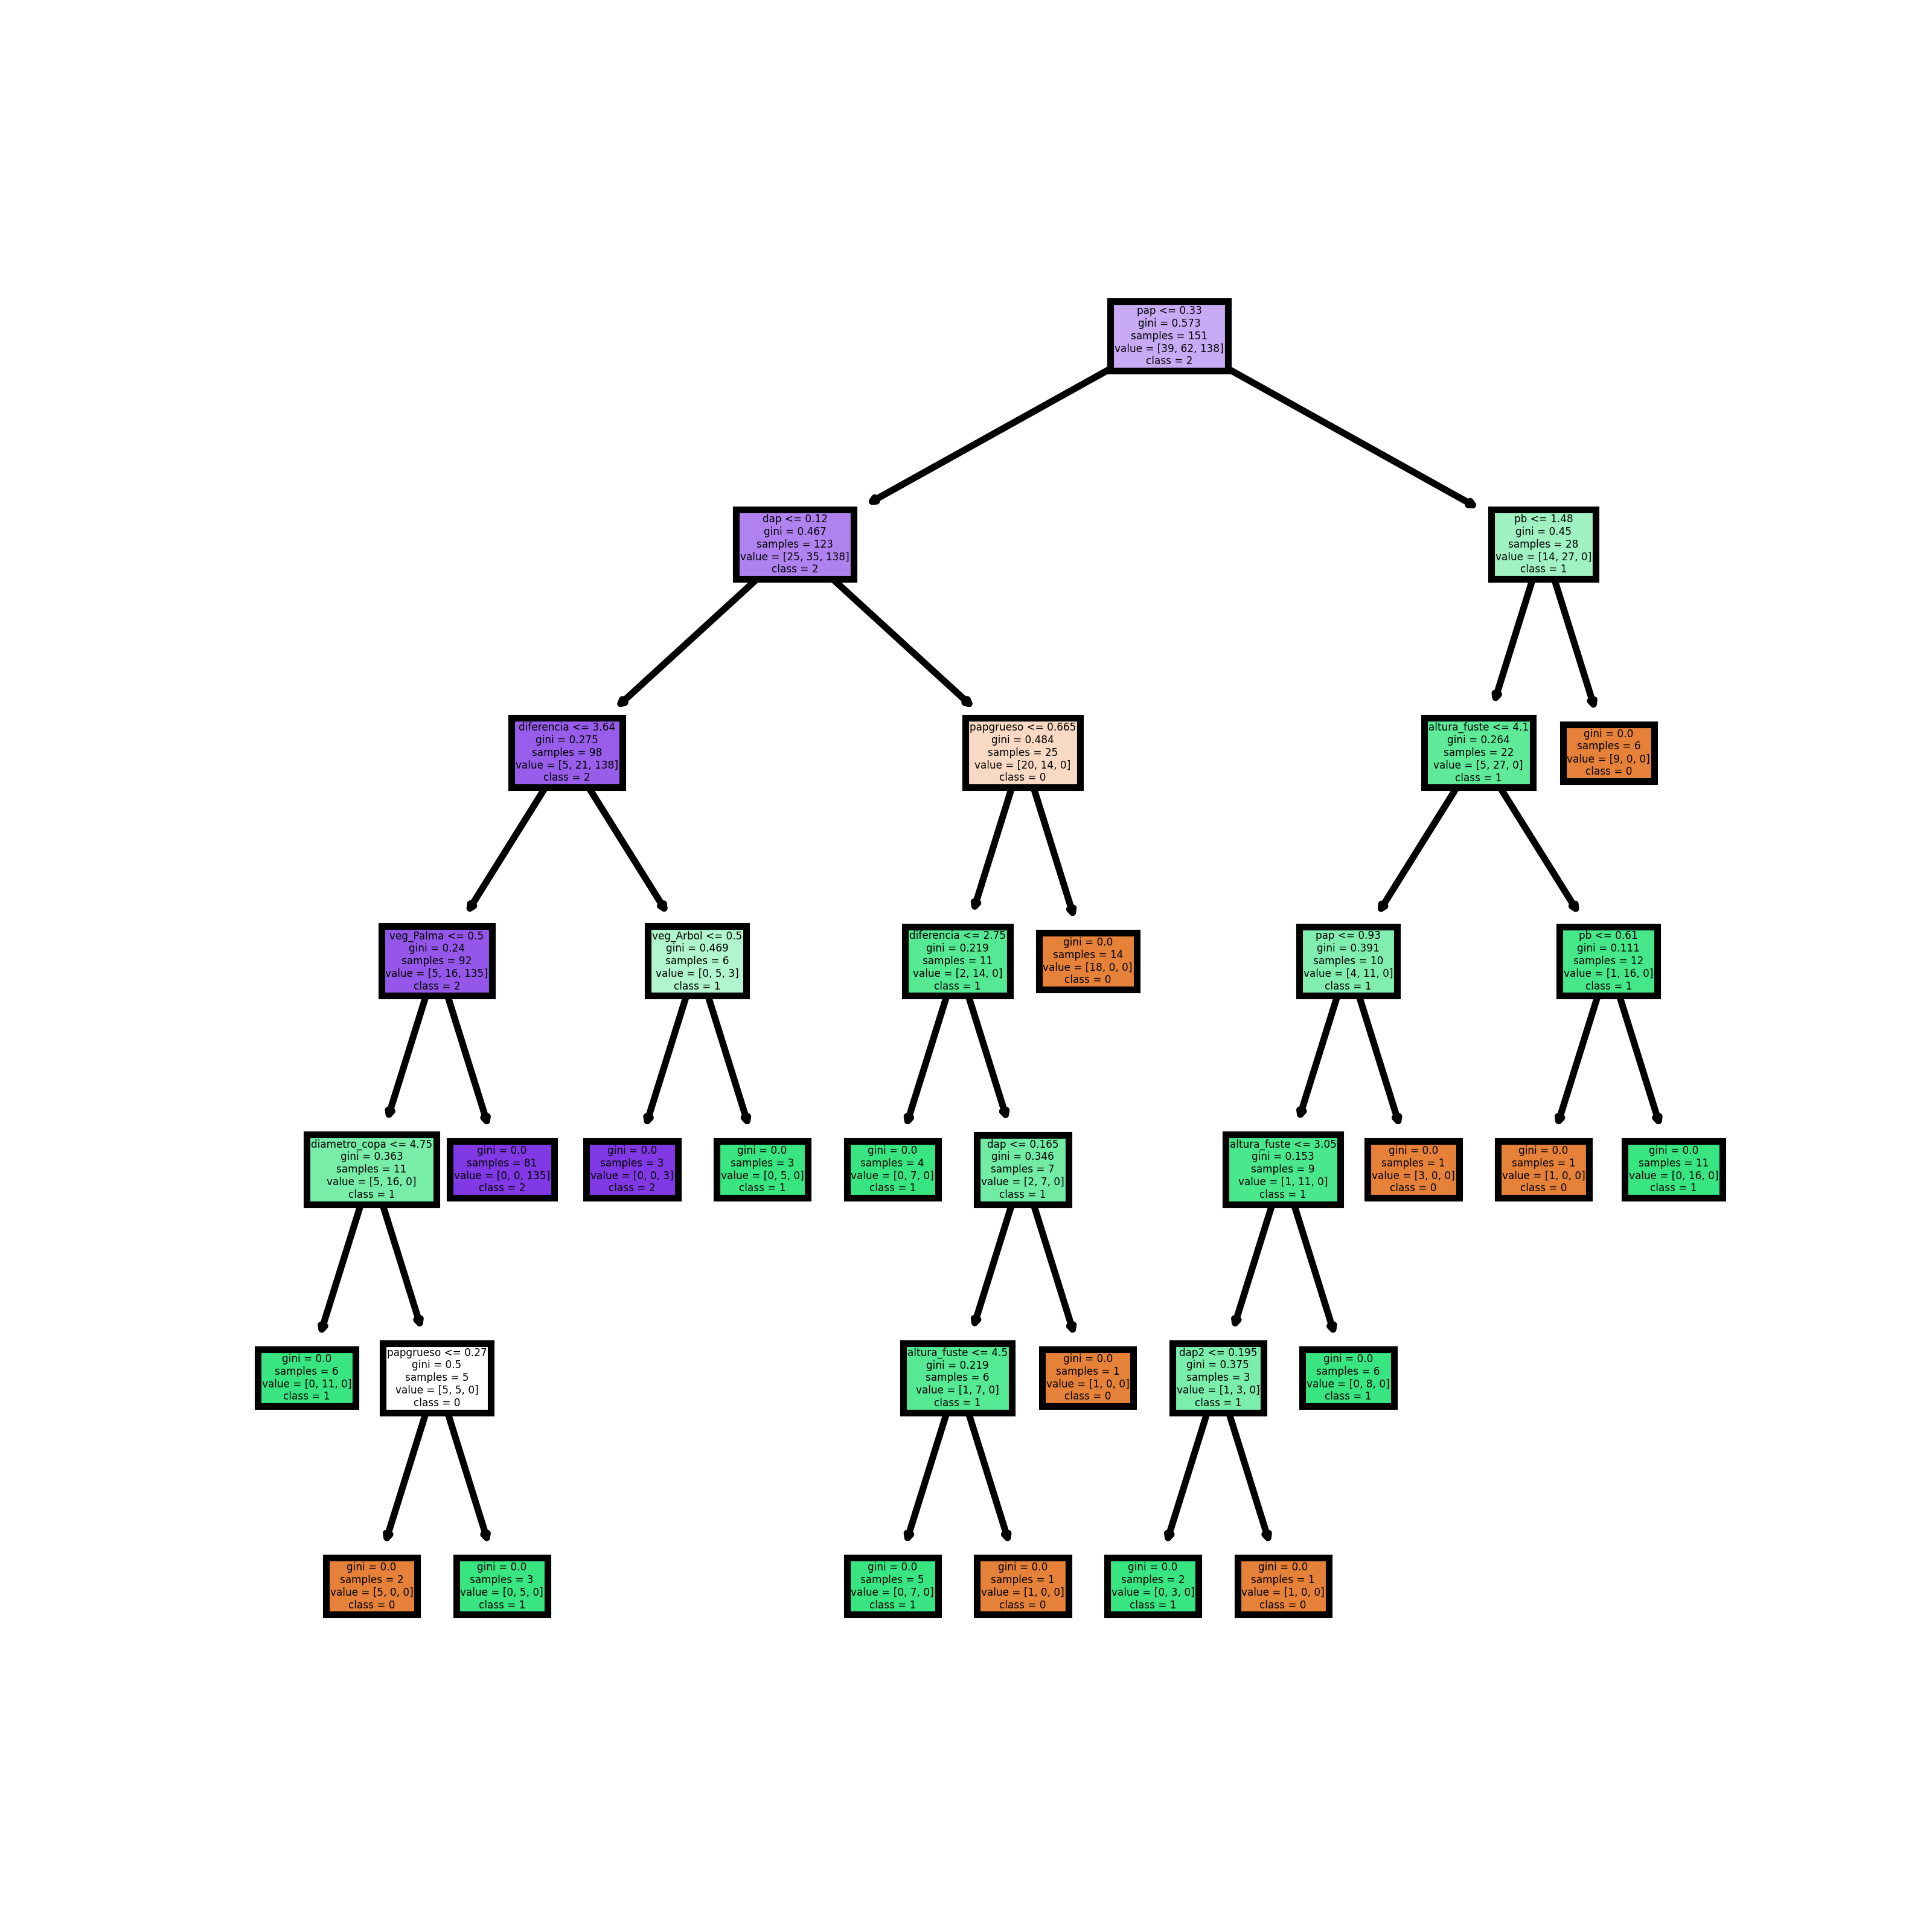 pap <= 0.33
gini = 0.573
samples = 151
value = [39, 62, 138]
class = 2
dap <= 0.12
gini = 0.467
samples = 123
value = [25, 35, 138]
class = 2
pb <= 1.48
gini = 0.45
samples = 28
value = [14, 27, 0]
class = 1
diferencia <= 3.64
gini = 0.275
samples = 98
value = [5, 21, 138]
class = 2
papgrueso <= 0.665
gini = 0.484
samples = 25
value = [20, 14, 0]
class = 0
altura_fuste <= 4.1
gini = 0.264
samples = 22
value = [5, 27, 0]
class = 1
gini = 0.0
samples = 6
value = [9, 0, 0]
class = 0
veg_Palma <= 0.5
gini = 0.24
samples = 92
value = [5, 16, 135]
class = 2
veg_Arbol <= 0.5
gini = 0.469
samples = 6
value = [0, 5, 3]
class = 1
diferencia <= 2.75
gini = 0.219
samples = 11
value = [2, 14, 0]
class = 1
gini = 0.0
samples = 14
value = [18, 0, 0]
class = 0
pap <= 0.93
gini = 0.391
samples = 10
value = [4, 11, 0]
class = 1
pb <= 0.61
gini = 0.111
samples = 12
value = [1, 16, 0]
class = 1
diametro_copa <= 4.75
gini = 0.363
samples = 11
value = [5, 16, 0]
class = 1
gini = 0.0
samples = 81
value = [0, 0, 135]
class = 2
gini = 0.0
samples = 3
value = [0, 0, 3]
class = 2
gini = 0.0
samples = 3
value = [0, 5, 0]
class = 1
gini = 0.0
samples = 4
value = [0, 7, 0]
class = 1
dap <= 0.165
gini = 0.346
samples = 7
value = [2, 7, 0]
class = 1
altura_fuste <= 3.05
gini = 0.153
samples = 9
value = [1, 11, 0]
class = 1
gini = 0.0
samples = 1
value = [3, 0, 0]
class = 0
gini = 0.0
samples = 1
value = [1, 0, 0]
class = 0
gini = 0.0
samples = 11
value = [0, 16, 0]
class = 1
gini = 0.0
samples = 6
value = [0, 11, 0]
class = 1
papgrueso <= 0.27
gini = 0.5
samples = 5
value = [5, 5, 0]
class = 0
altura_fuste <= 4.5
gini = 0.219
samples = 6
value = [1, 7, 0]
class = 1
gini = 0.0
samples = 1
value = [1, 0, 0]
class = 0
dap2 <= 0.195
gini = 0.375
samples = 3
value = [1, 3, 0]
class = 1
gini = 0.0
samples = 6
value = [0, 8, 0]
class = 1
gini = 0.0
samples = 2
value = [5, 0, 0]
class = 0
gini = 0.0
samples = 3
value = [0, 5, 0]
class = 1
gini = 0.0
samples = 5
value = [0, 7, 0]
class = 1
gini = 0.0
samples = 1
value = [1, 0, 0]
class = 0
gini = 0.0
samples = 2
value = [0, 3, 0]
class = 1
gini = 0.0
samples = 1
value = [1, 0, 0]
class = 0